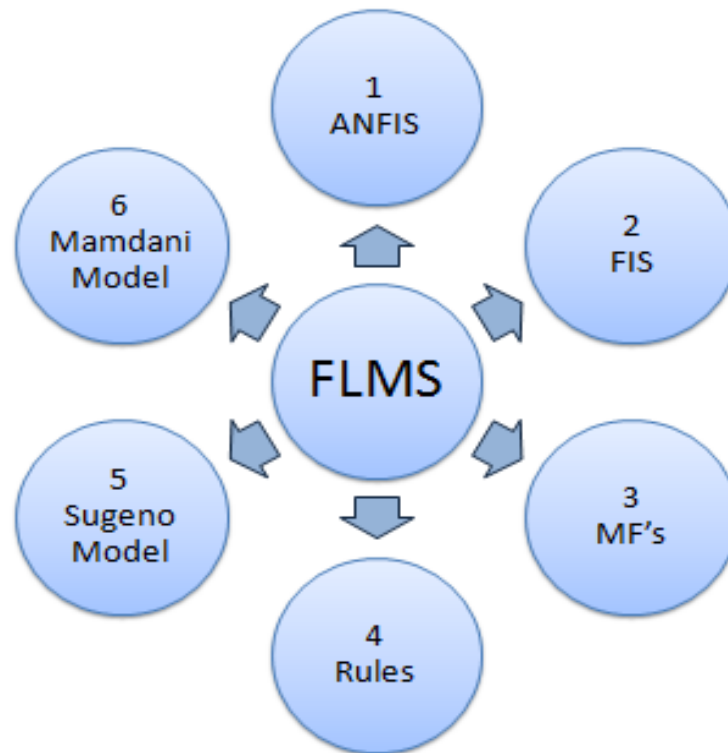 1
ANFIS
2
FIS
6
Mamdani
Model
FLMS
3
MF's
5
Sugeno
Model
4
Rules